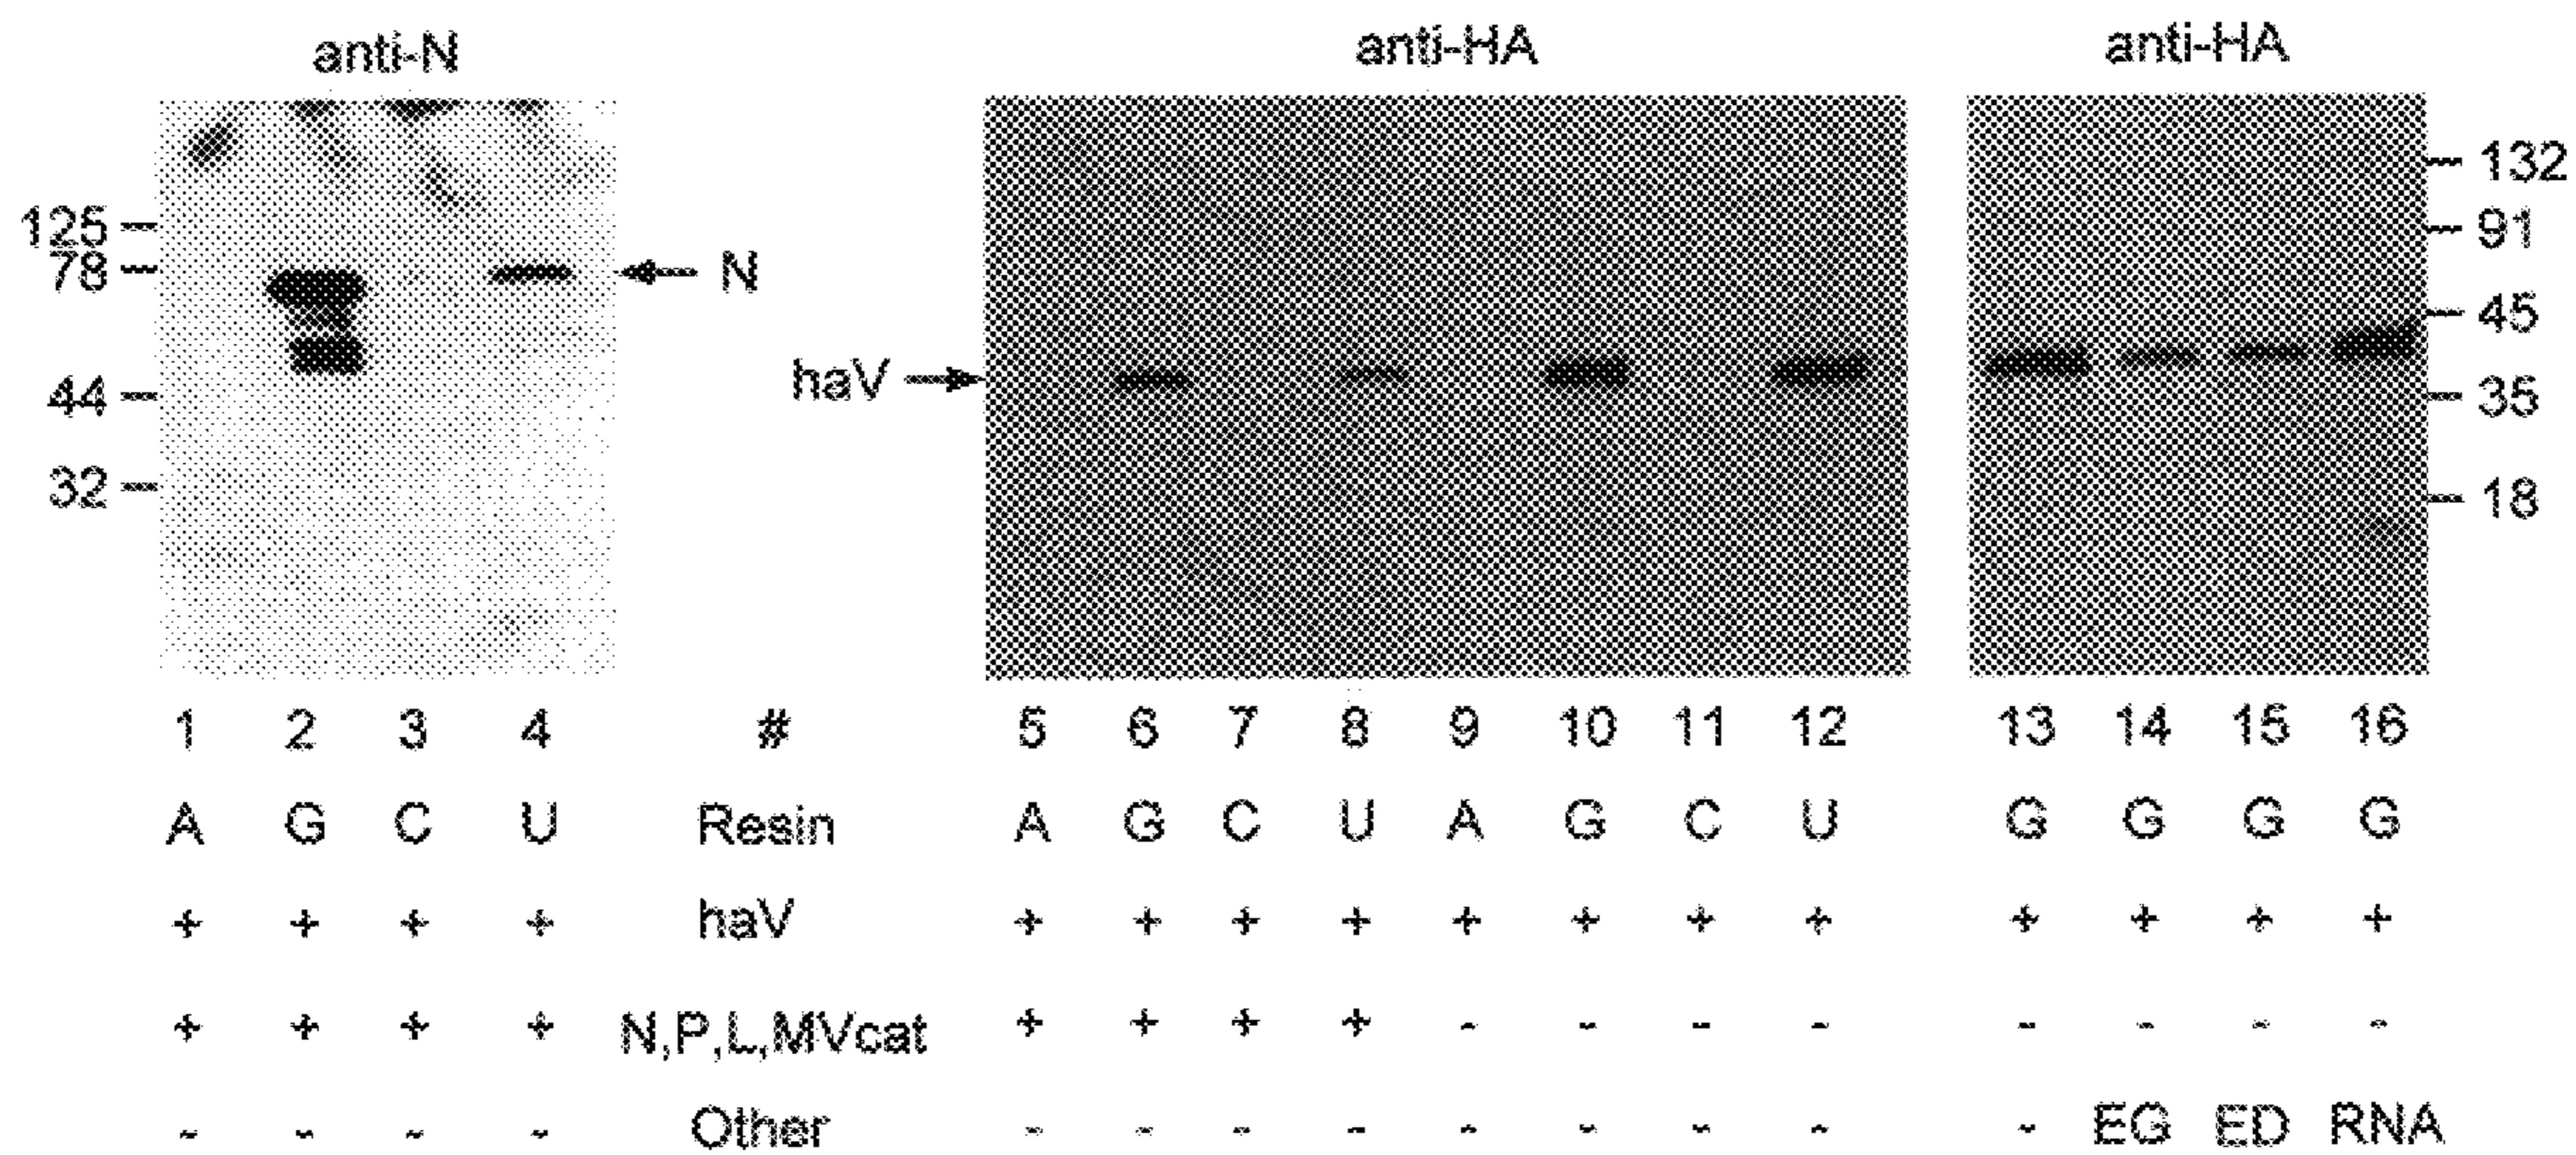 anti-N anti-HA anti-HA
125
78
44
32
N
haV
132
91
45
35
18
1 2 3 4 # 5 6 7 8 9 10 11 12 13 14 15 16
A G C U Resin A G C U A G C U G G G G
+ + + + haV + + + + + + + + + + + +
+ + + + N,P,L,MVcat + + + + - - - - - - - -
- - - - Other - - - - - - - - - EG ED RNA